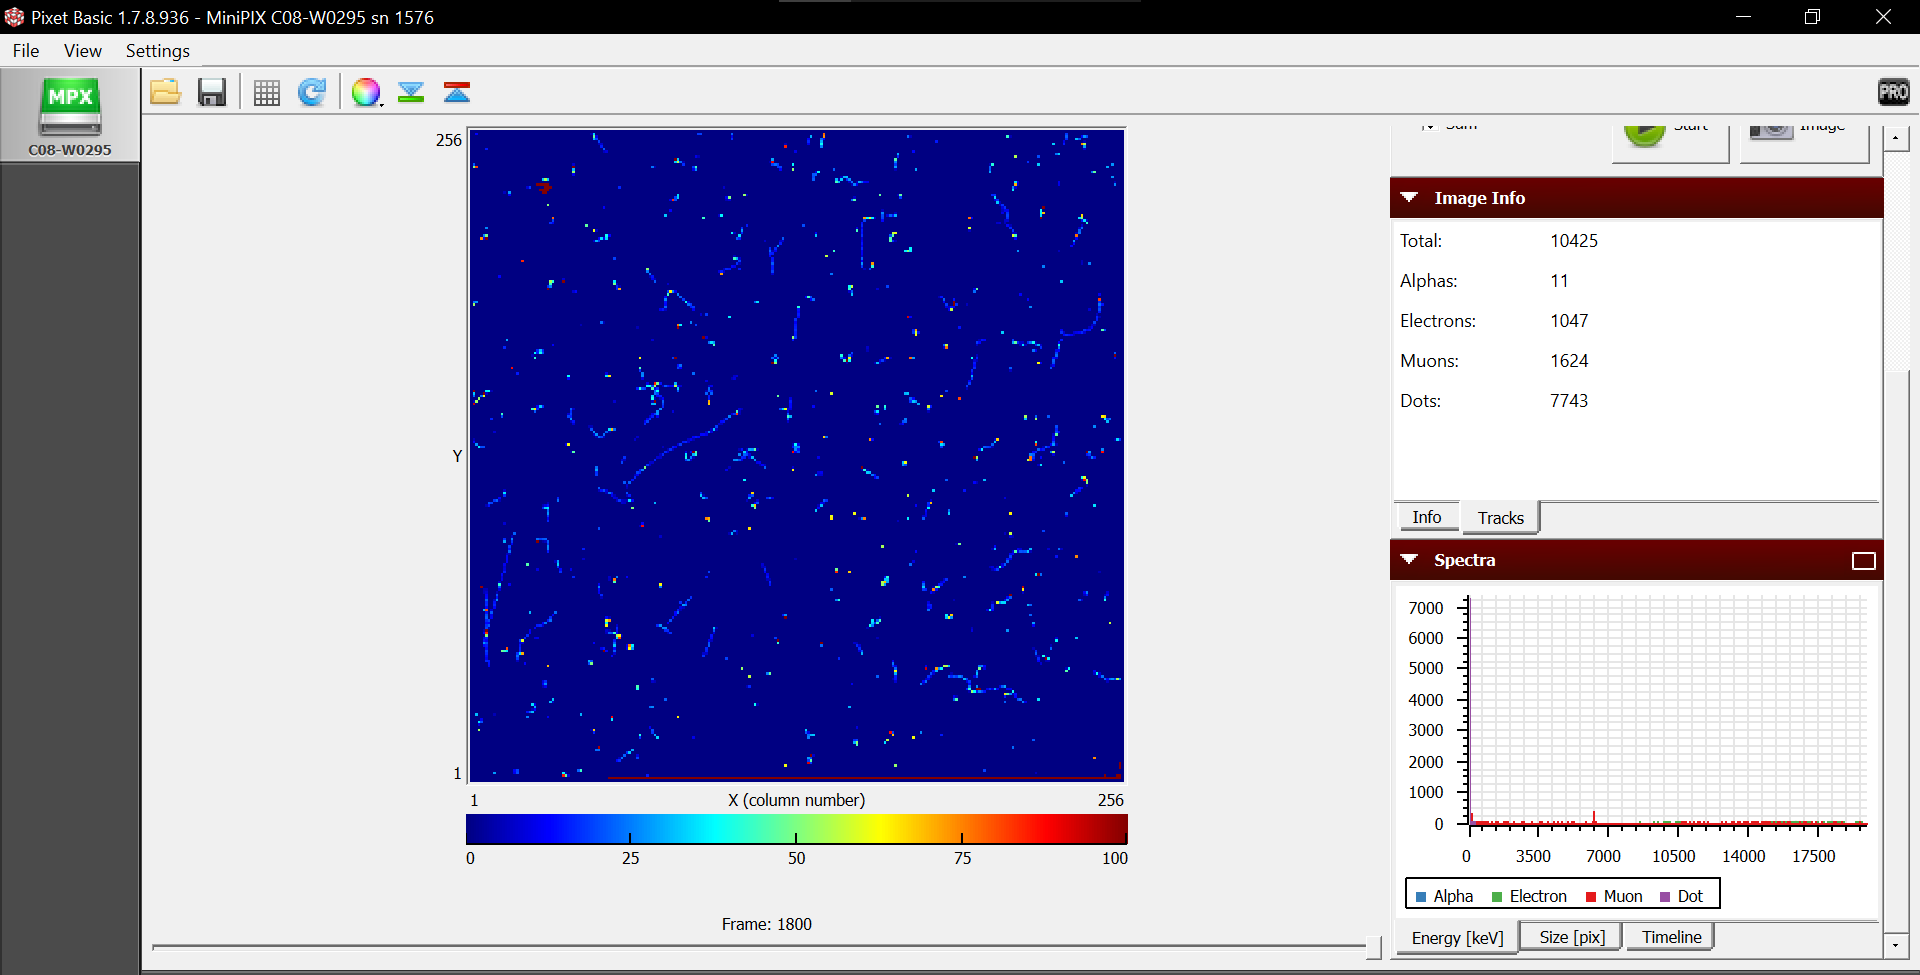 Pixet Basic 1.7.8.936 - MiniPIX C08-W0295 sn 1576
File View Settings
MPX
C08-W0295
PRO
Sum
Start
Image
256
Y
1
1 X (column number) 256
0 25 50 75 100
Frame: 1800
Image Info
Total: 10425
Alphas: 11
Electrons: 1047
Muons: 1624
Dots: 7743
Info Tracks
Spectra
7000
6000
5000
4000
3000
2000
1000
0
0 3500 7000 10500 14000 17500
Alpha Electron Muon Dot
Energy [keV] Size [pix] Timeline